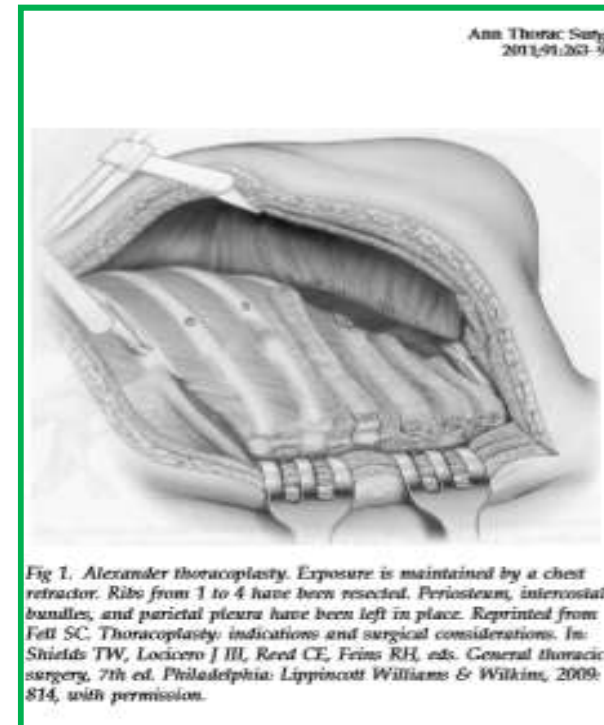 Ann Thorac Surg
2011;91:263–9
Fig 1. Alexander thoracoplasty. Exposure is maintained by a chest
retractor. Ribs from 1 to 4 have been resected. Periosteum, intercostal
bundles, and parietal pleura have been left in place. Reprinted from
Fell SC. Thoracoplasty: indications and surgical considerations. In:
Shields TW, Locicero J III, Reed CE, Feins RH, eds. General thoracic
surgery, 7th ed. Philadelphia: Lippincott Williams & Wilkins, 2009:
814, with permission.